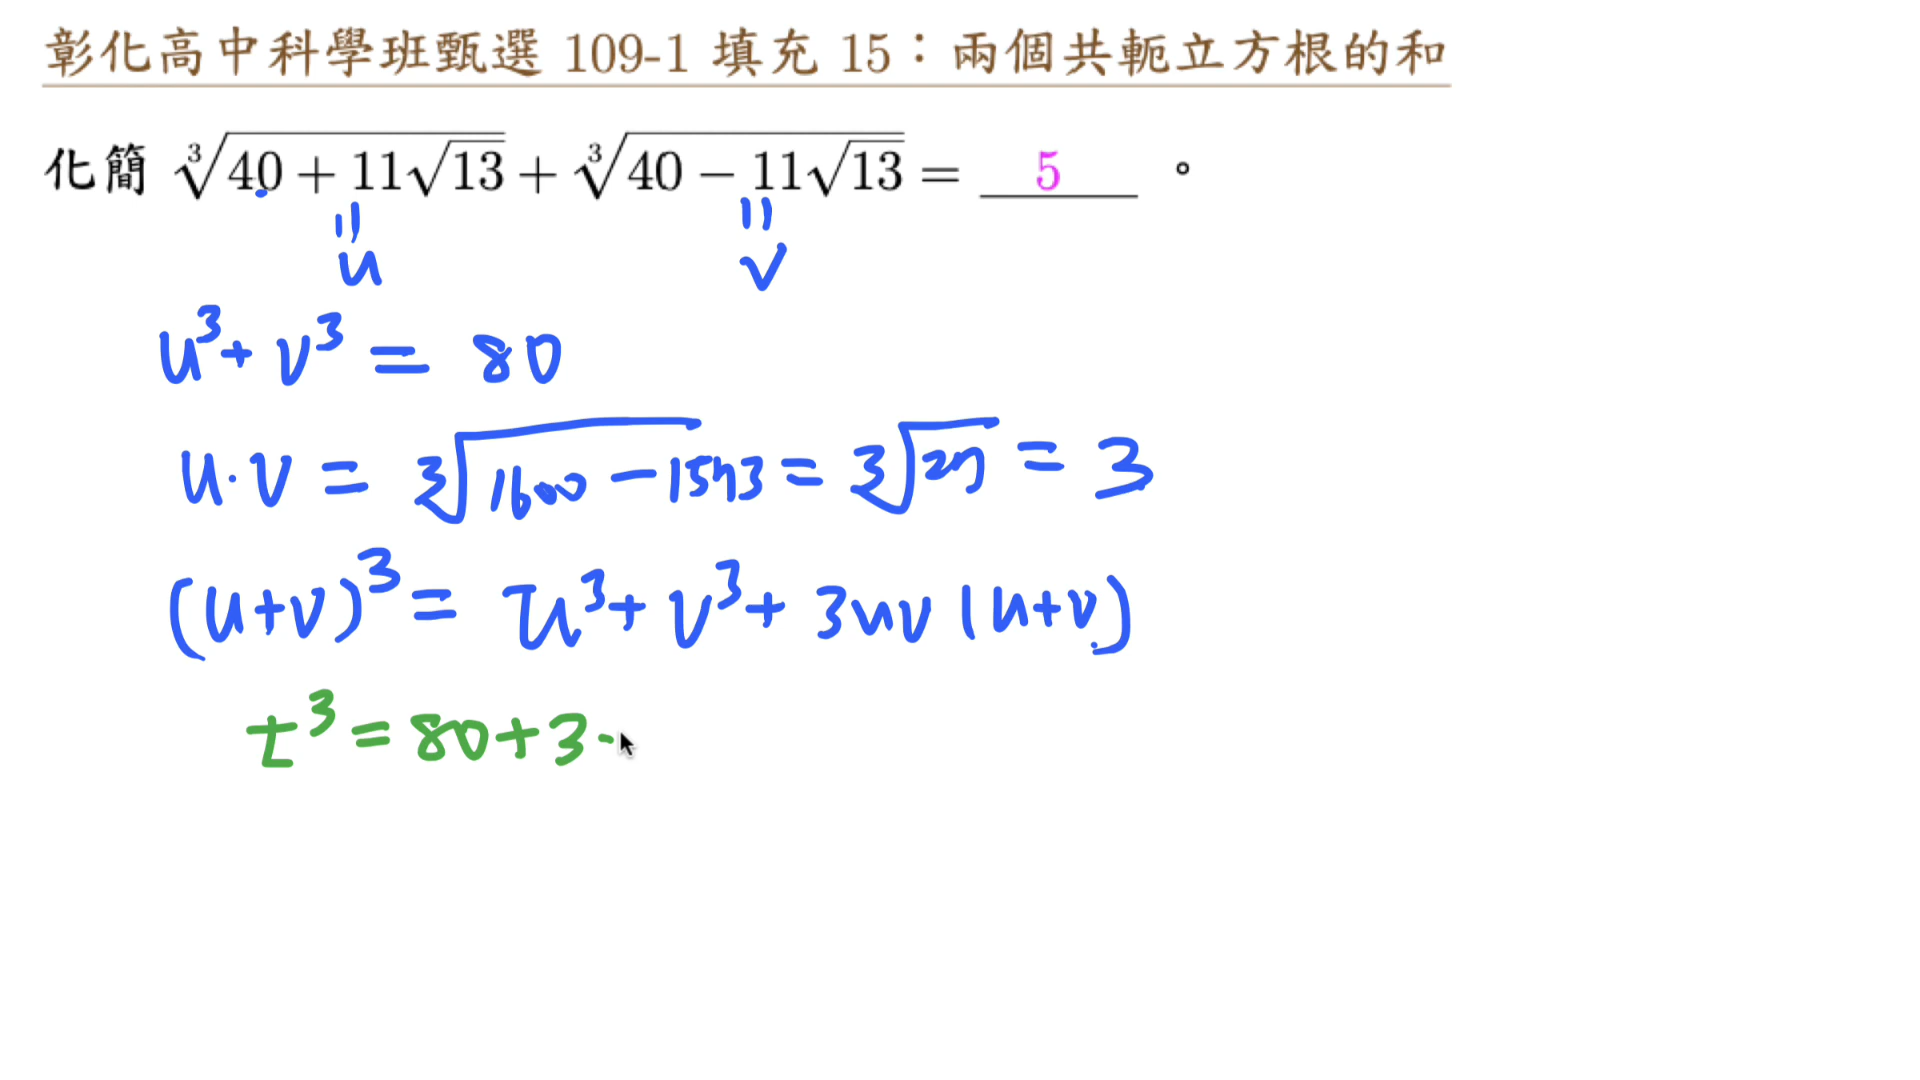 彰化高中科學班甄選 109-1 填充 15：兩個共軛立方根的和
化簡 ∛(40 + 11√13) + ∛(40 − 11√13) = 5 。
" u " v
u³ + v³ = 80
u · v = ∛(1600 − 1573) = ∛27 = 3
(u+v)³ = u³ + v³ + 3uv (u+v)
t³ = 80 + 3 ·